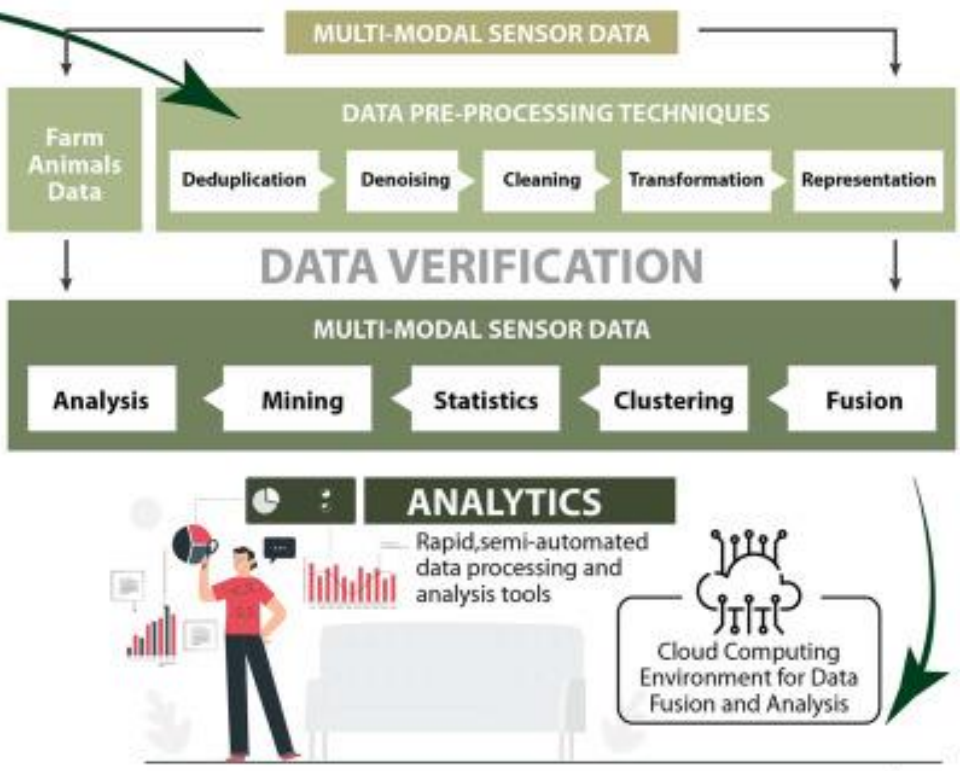 MULTI-MODAL SENSOR DATA
Farm
Animals
Data
DATA PRE-PROCESSING TECHNIQUES
Deduplication
Denoising
Cleaning
Transformation
Representation
DATA VERIFICATION
MULTI-MODAL SENSOR DATA
Analysis
Mining
Statistics
Clustering
Fusion
ANALYTICS
Rapid,semi-automated
data processing and
analysis tools
Cloud Computing
Environment for Data
Fusion and Analysis